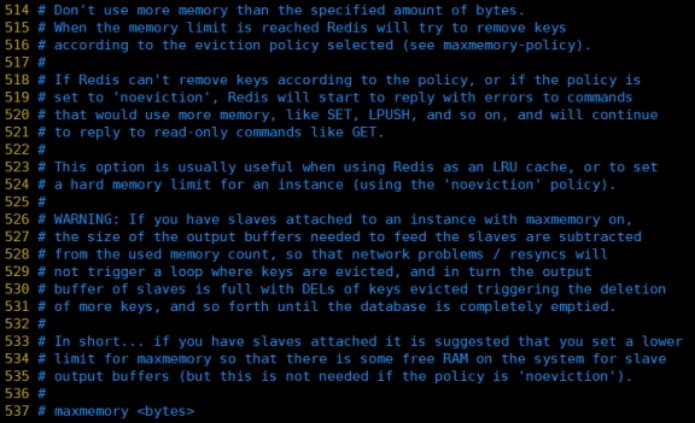 514 # Don't use more memory than the specified amount of bytes.
515 # When the memory limit is reached Redis will try to remove keys
516 # according to the eviction policy selected (see maxmemory-policy).
517 #
518 # If Redis can't remove keys according to the policy, or if the policy is
519 # set to 'noeviction', Redis will start to reply with errors to commands
520 # that would use more memory, like SET, LPUSH, and so on, and will continue
521 # to reply to read-only commands like GET.
522 #
523 # This option is usually useful when using Redis as an LRU cache, or to set
524 # a hard memory limit for an instance (using the 'noeviction' policy).
525 #
526 # WARNING: If you have slaves attached to an instance with maxmemory on,
527 # the size of the output buffers needed to feed the slaves are subtracted
528 # from the used memory count, so that network problems / resyncs will
529 # not trigger a loop where keys are evicted, and in turn the output
530 # buffer of slaves is full with DELs of keys evicted triggering the deletion
531 # of more keys, and so forth until the database is completely emptied.
532 #
533 # In short... if you have slaves attached it is suggested that you set a lower
534 # limit for maxmemory so that there is some free RAM on the system for slave
535 # output buffers (but this is not needed if the policy is 'noeviction').
536 #
537 # maxmemory <bytes>